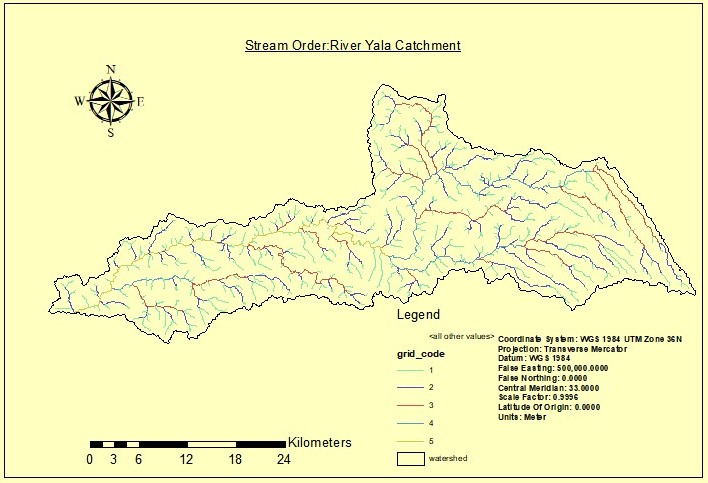 Stream Order:River Yala Catchment
N
W E
S
Legend
<all other values>
grid_code
1
2
3
4
5
watershed
Coordinate System: WGS 1984 UTM Zone 36N
Projection: Transverse Mercator
Datum: WGS 1984
False Easting: 500,000.0000
False Northing: 0.0000
Central Meridian: 33.0000
Scale Factor: 0.9996
Latitude Of Origin: 0.0000
Units: Meter
Kilometers
0 3 6 12 18 24